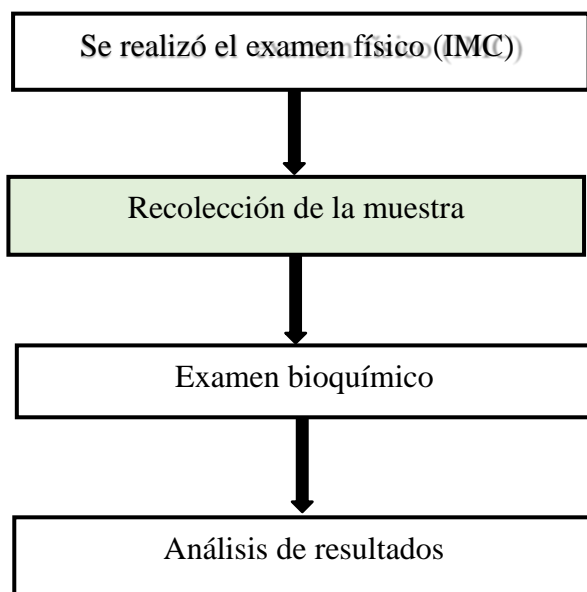 Se realizó el examen físico (IMC)
Recolección de la muestra
Examen bioquímico
Análisis de resultados